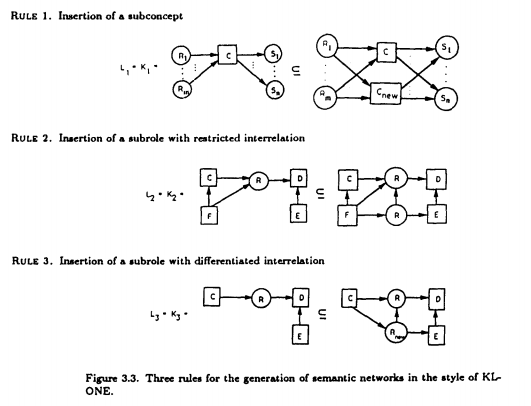 RULE 1. Insertion of a subconcept
L1 = K1 =
R1 C S1 ⊆ R1 C S1
Rm Sn Rm Cnew Sn
RULE 2. Insertion of a subrole with restricted interrelation
L2 = K2 =
C R D ⊆ C R D
F E F R E
RULE 3. Insertion of a subrole with differentiated interrelation
L3 = K3 =
C R D ⊆ C R D
E Rnew E
Figure 3.3. Three rules for the generation of semantic networks in the style of KL-
ONE.